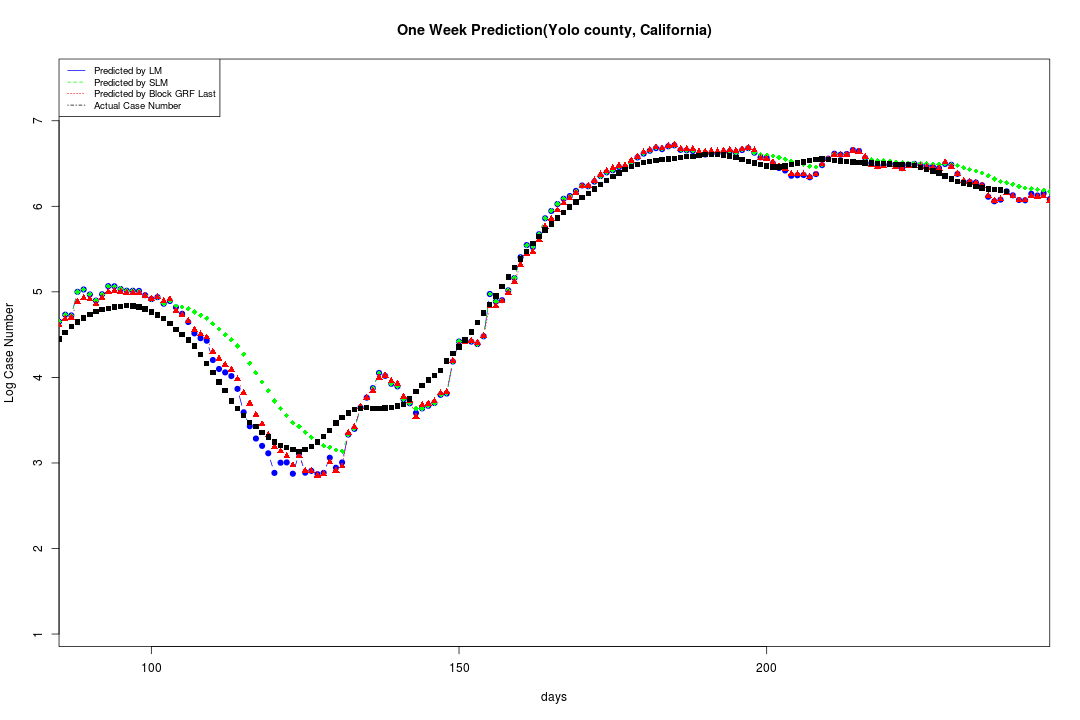 One Week Prediction(Yolo county, California)
Predicted by LM
Predicted by SLM
Predicted by Block GRF Last
Actual Case Number
Log Case Number
7
6
5
4
3
2
1
100 150 200
days